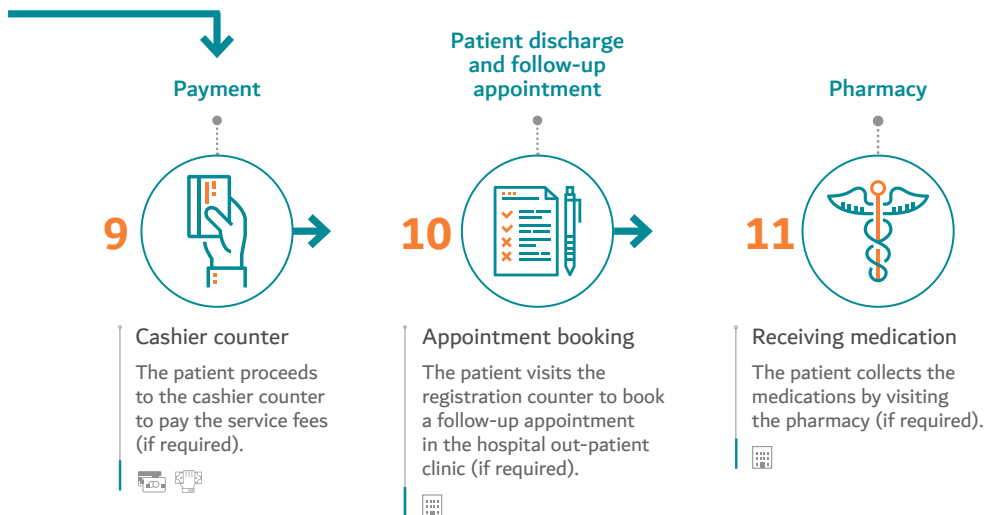 Payment
9
Cashier counter
The patient proceeds
to the cashier counter
to pay the service fees
(if required).
Patient discharge
and follow-up
appointment
10
Appointment booking
The patient visits the
registration counter to book
a follow-up appointment
in the hospital out-patient
clinic (if required).
Pharmacy
11
Receiving medication
The patient collects the
medications by visiting
the pharmacy (if required).